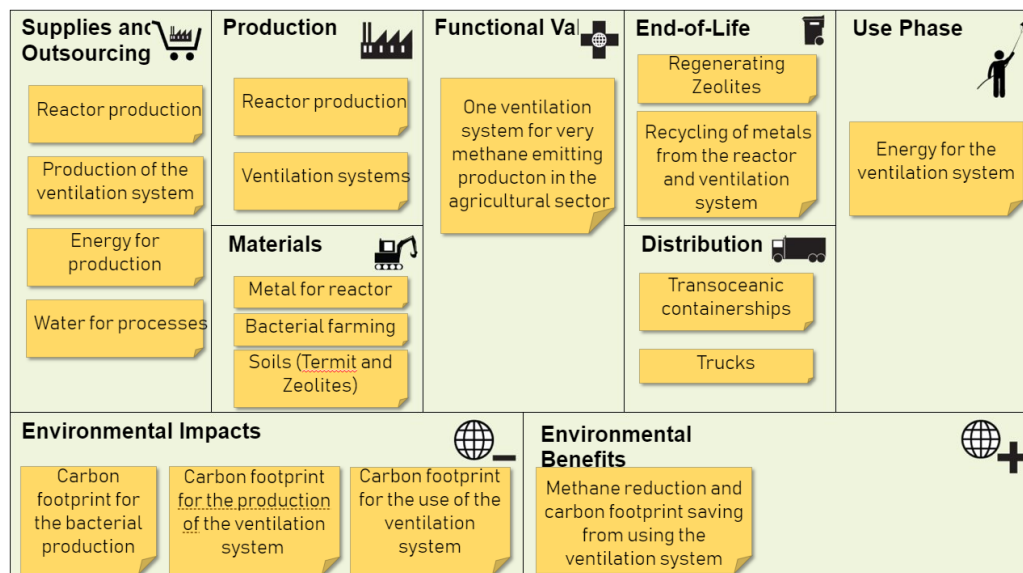 Supplies and
Outsourcing
Reactor production
Production of the
ventilation system
Energy for
production
Water for processes
Production
Reactor production
Ventilation systems
Materials
Metal for reactor
Bacterial farming
Soils (Termit and
Zeolites)
Functional Val
One ventilation
system for very
methane emitting
producton in the
agricultural sector
End-of-Life
Regenerating
Zeolites
Recycling of metals
from the reactor
and ventilation
system
Distribution
Transoceanic
containerships
Trucks
Use Phase
Energy for the
ventilation system
Environmental Impacts
Carbon
footprint for
the bacterial
production
Carbon footprint
for the production
of the ventilation
system
Carbon footprint
for the use of the
ventilation
system
Environmental
Benefits
Methane reduction and
carbon footprint saving
from using the
ventilation system